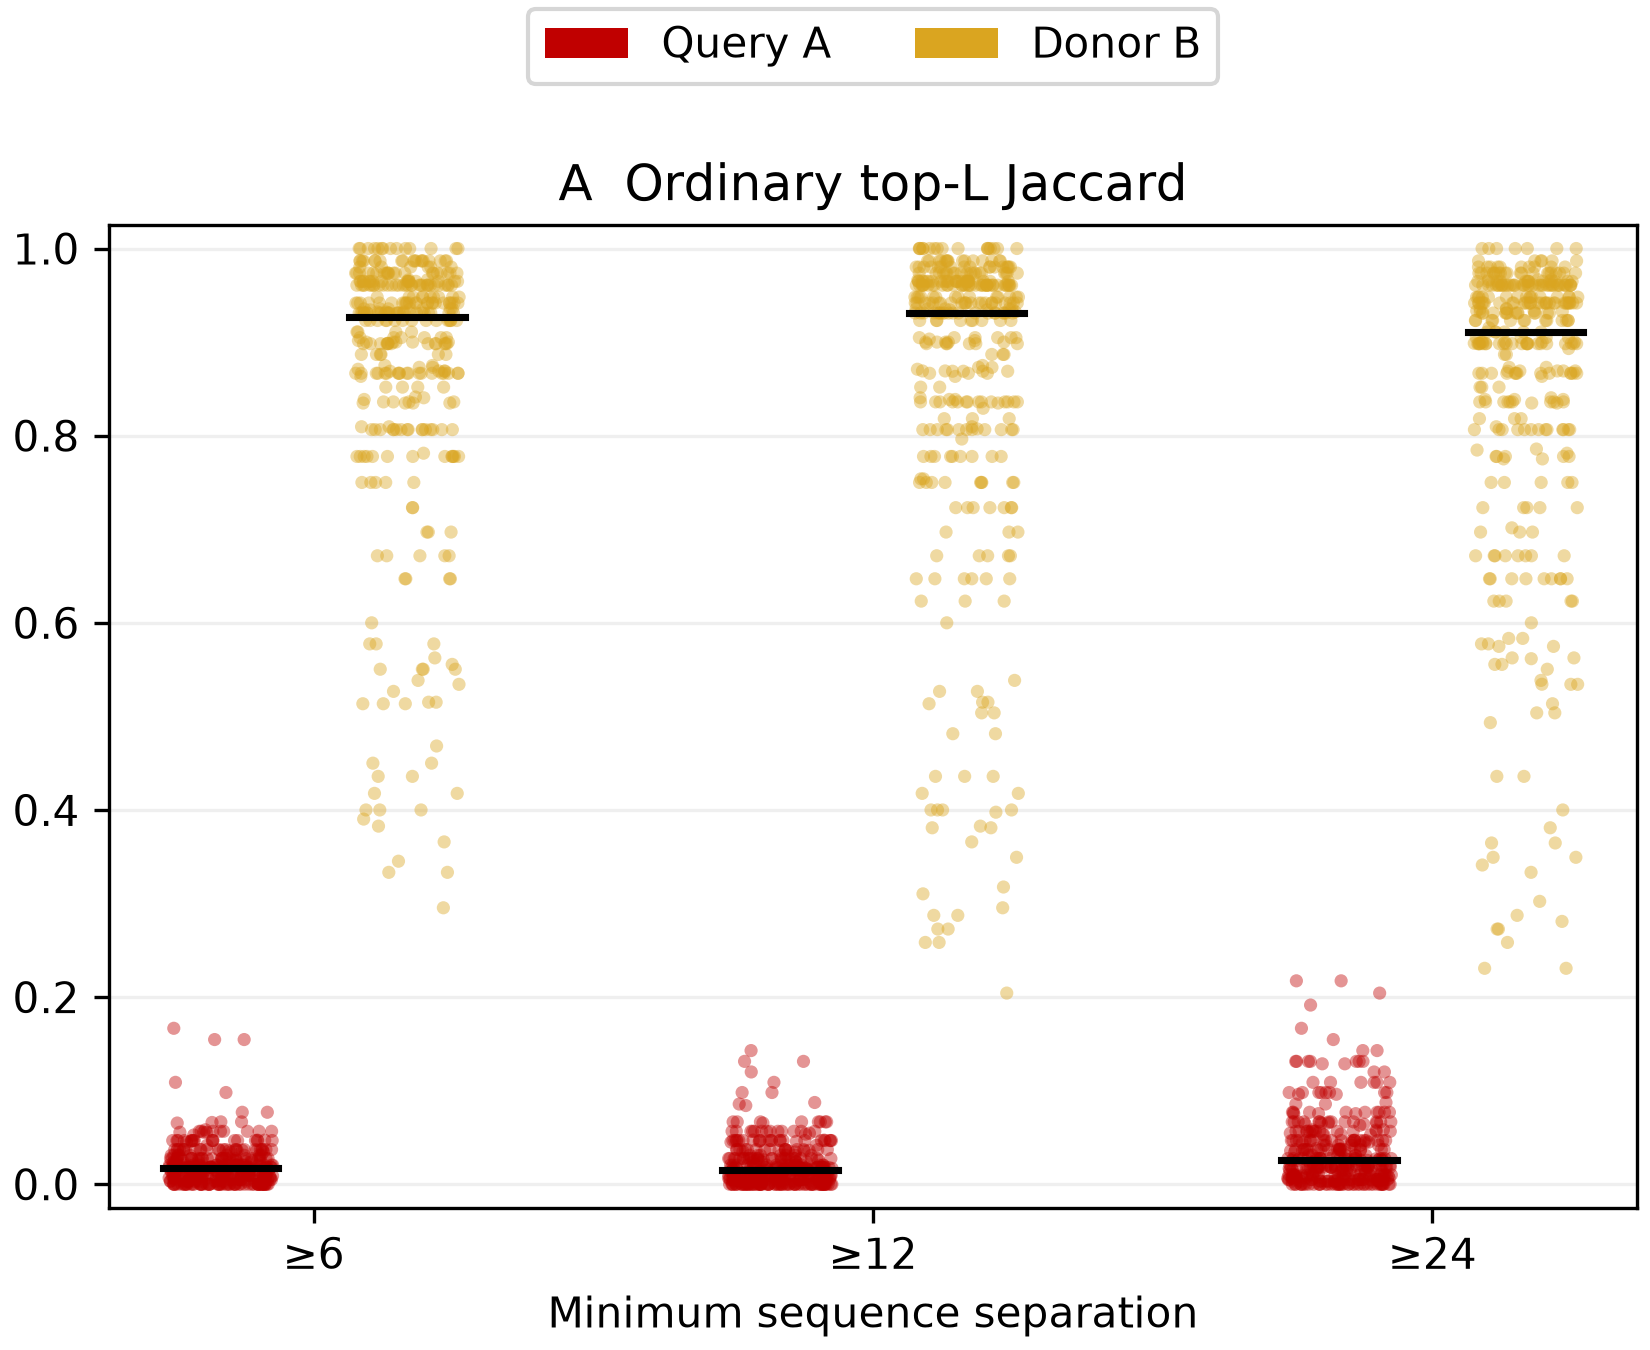 Query A Donor B
A Ordinary top-L Jaccard
1.0
0.8
0.6
0.4
0.2
0.0
≥6 ≥12 ≥24
Minimum sequence separation